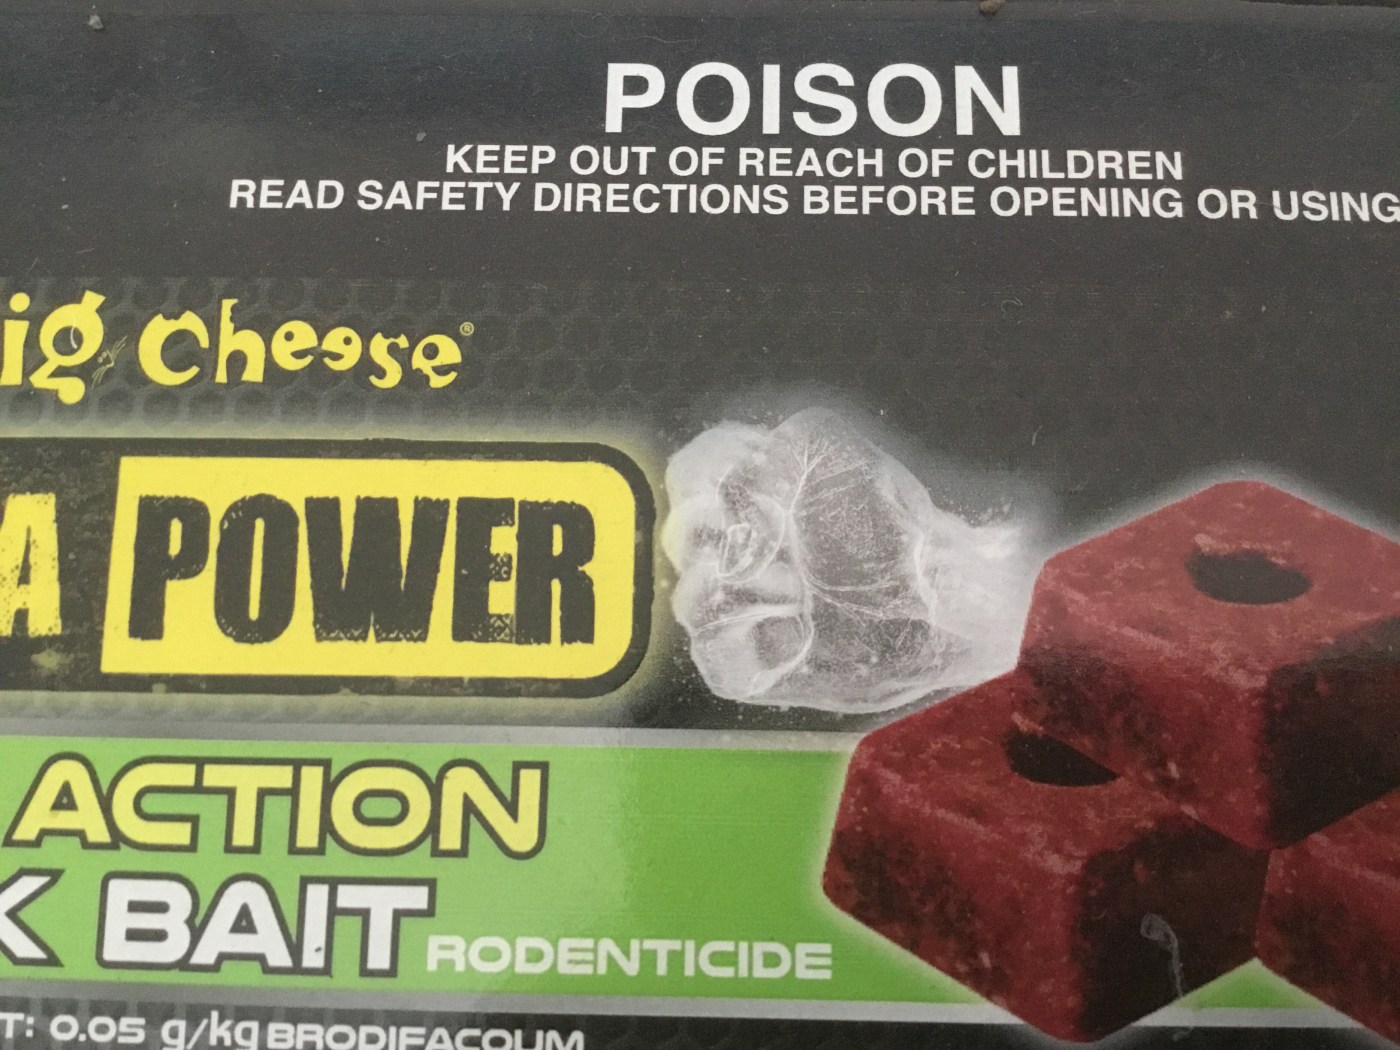 POISON
KEEP OUT OF REACH OF CHILDREN
READ SAFETY DIRECTIONS BEFORE OPENING OR USING
ig cheese®
A POWER
ACTION
K BAIT RODENTICIDE
T: 0.05 g/kg BRODIFACOUM